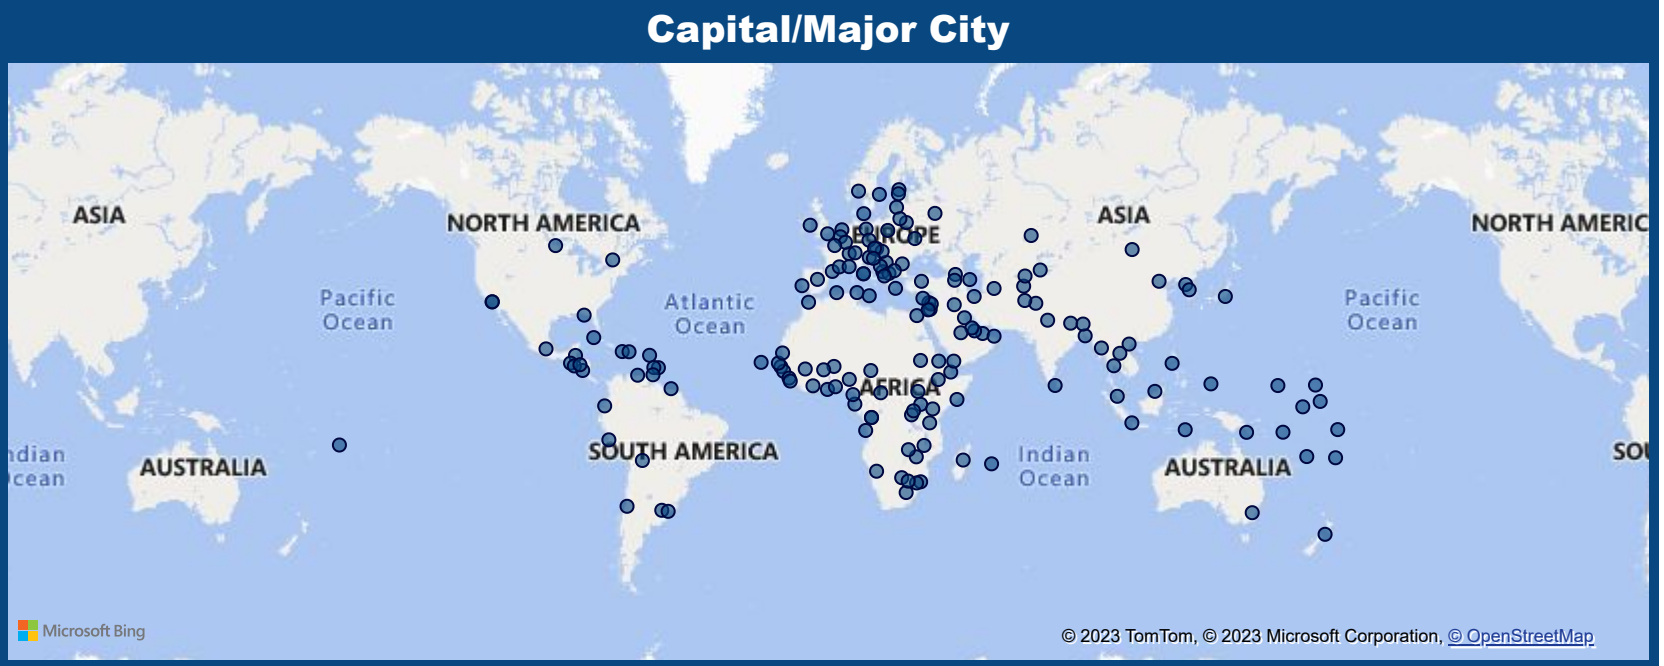 Capital/Major City
ASIA
NORTH AMERICA
EUROPE
ASIA
NORTH AMERIC
Pacific
Ocean
Atlantic
Ocean
Pacific
Ocean
AFRICA
ndian
cean
AUSTRALIA
SOUTH AMERICA
Indian
Ocean
AUSTRALIA
SOU
Microsoft Bing
© 2023 TomTom, © 2023 Microsoft Corporation, © OpenStreetMap